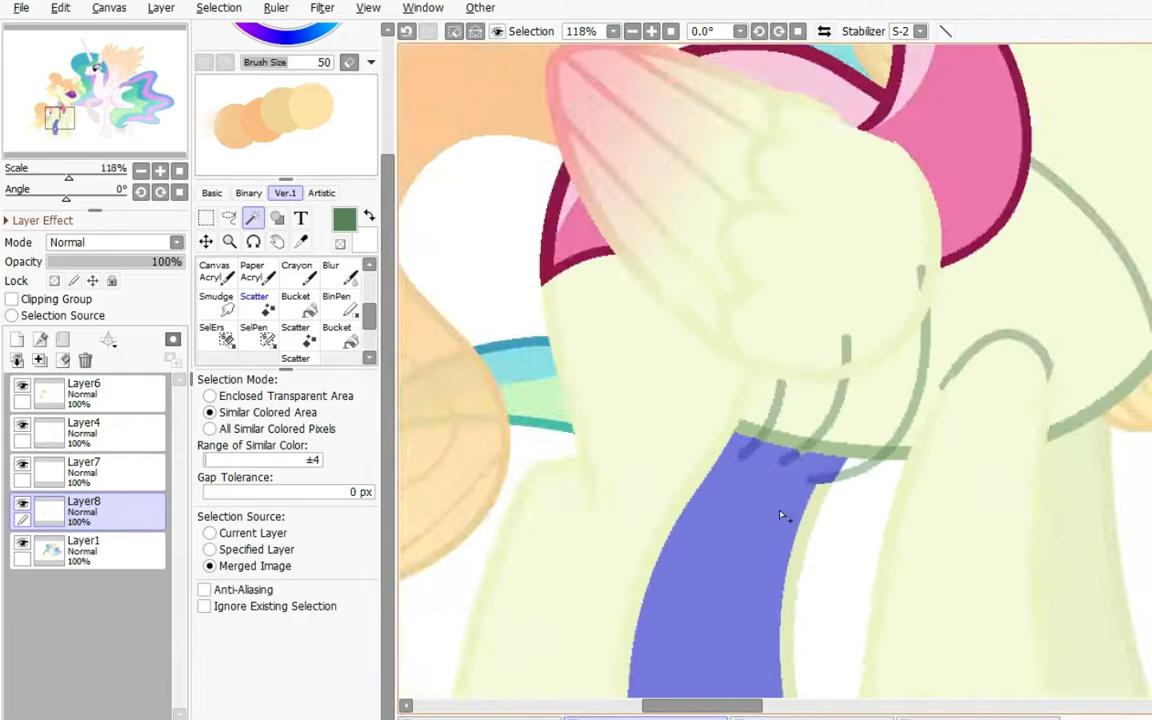 File Edit Canvas Layer Selection Ruler Filter View Window Other
Selection 118% 0.0° Stabilizer S-2
Brush Size 50
Scale 118%
Angle 0°
Layer Effect
Mode Normal
Opacity 100%
Lock
Clipping Group
Selection Source
Basic Binary Ver.1 Artistic
T
Canvas Acryl Paper Acryl Crayon Blur
Smudge Scatter Bucket BinPen
SelErs SelPen Scatter Bucket
Scatter
Layer6
Normal
100%
Layer4
Normal
100%
Layer7
Normal
100%
Layer8
Normal
100%
Layer1
Normal
100%
Selection Mode:
Enclosed Transparent Area
Similar Colored Area
All Similar Colored Pixels
Range of Similar Color:
±4
Gap Tolerance:
0 px
Selection Source:
Current Layer
Specified Layer
Merged Image
Anti-Aliasing
Ignore Existing Selection